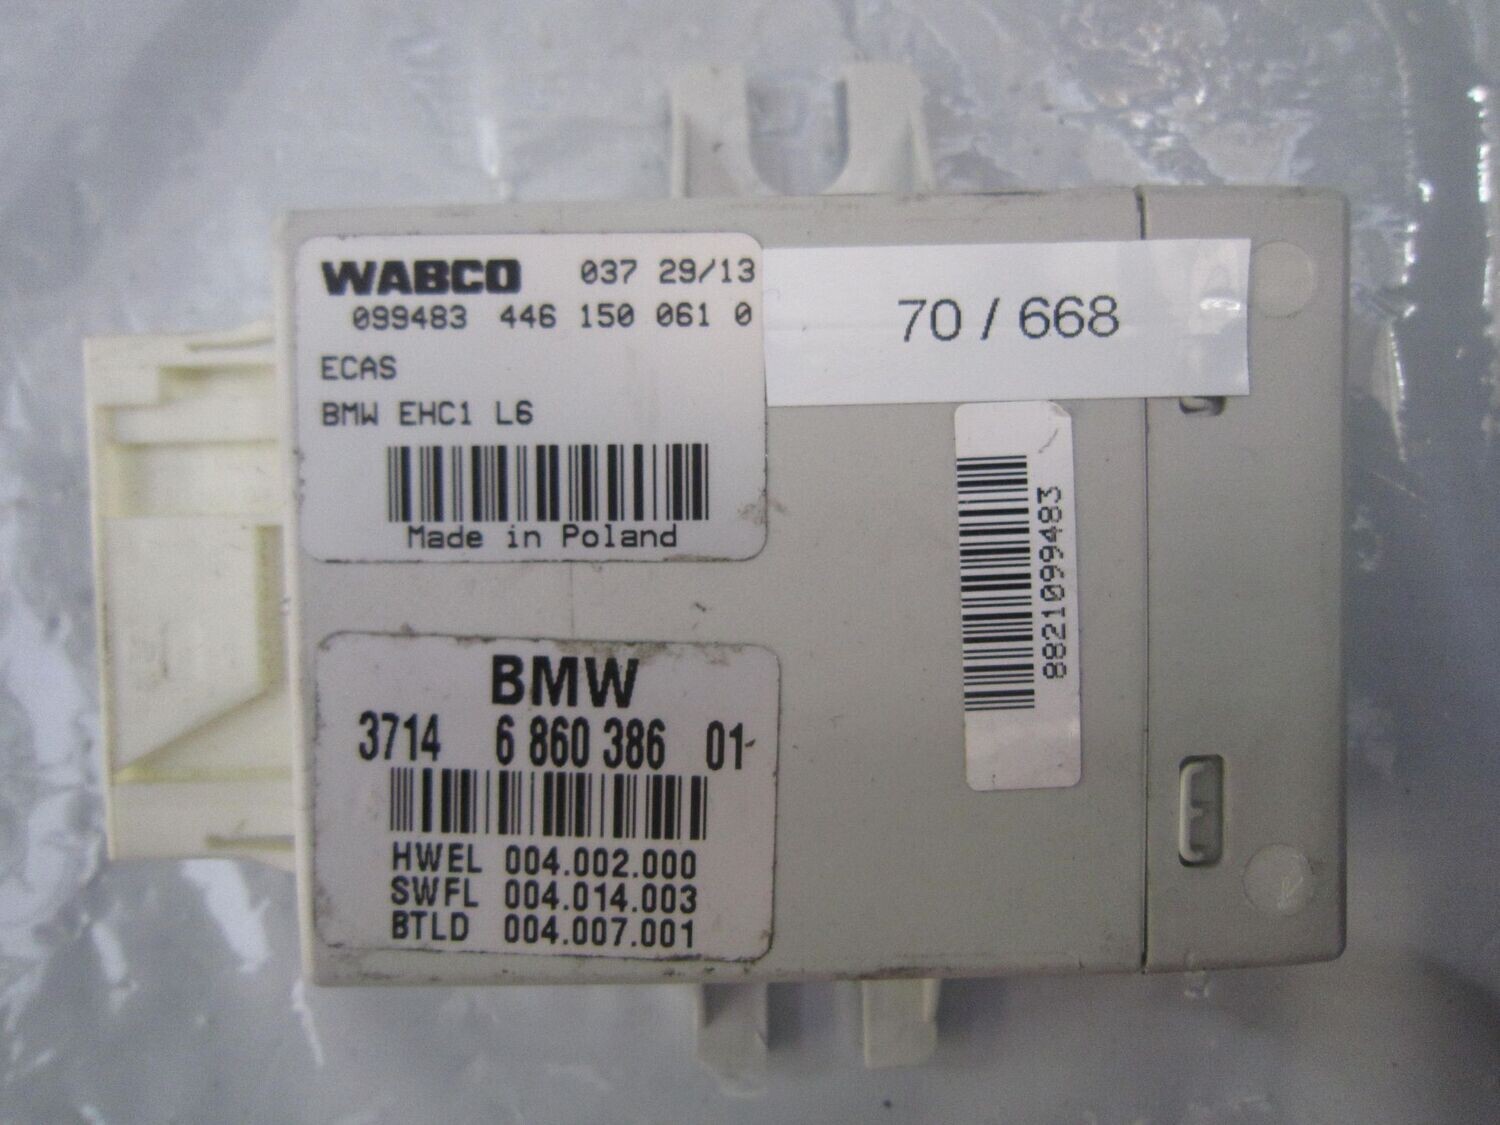 WABCO 037 29/13
099483 446 150 061 0
ECAS
BMW EHC1 L6
Made in Poland
70 / 668
8821099483
BMW
3714 6 860 386 01-
HWEL 004.002.000
SWFL 004.014.003
BTLD 004.007.001